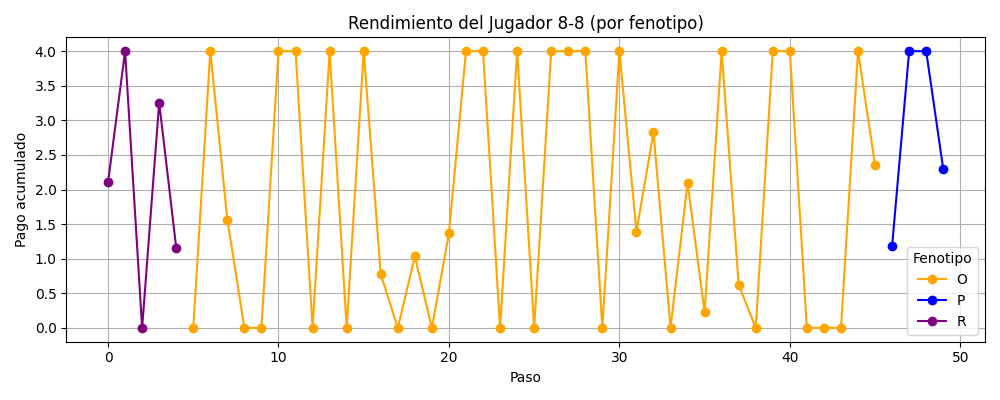 Rendimiento del Jugador 8-8 (por fenotipo)
Pago acumulado
4.0
3.5
3.0
2.5
2.0
1.5
1.0
0.5
0.0
0 10 20 30 40 50
Paso
Fenotipo
O
P
R